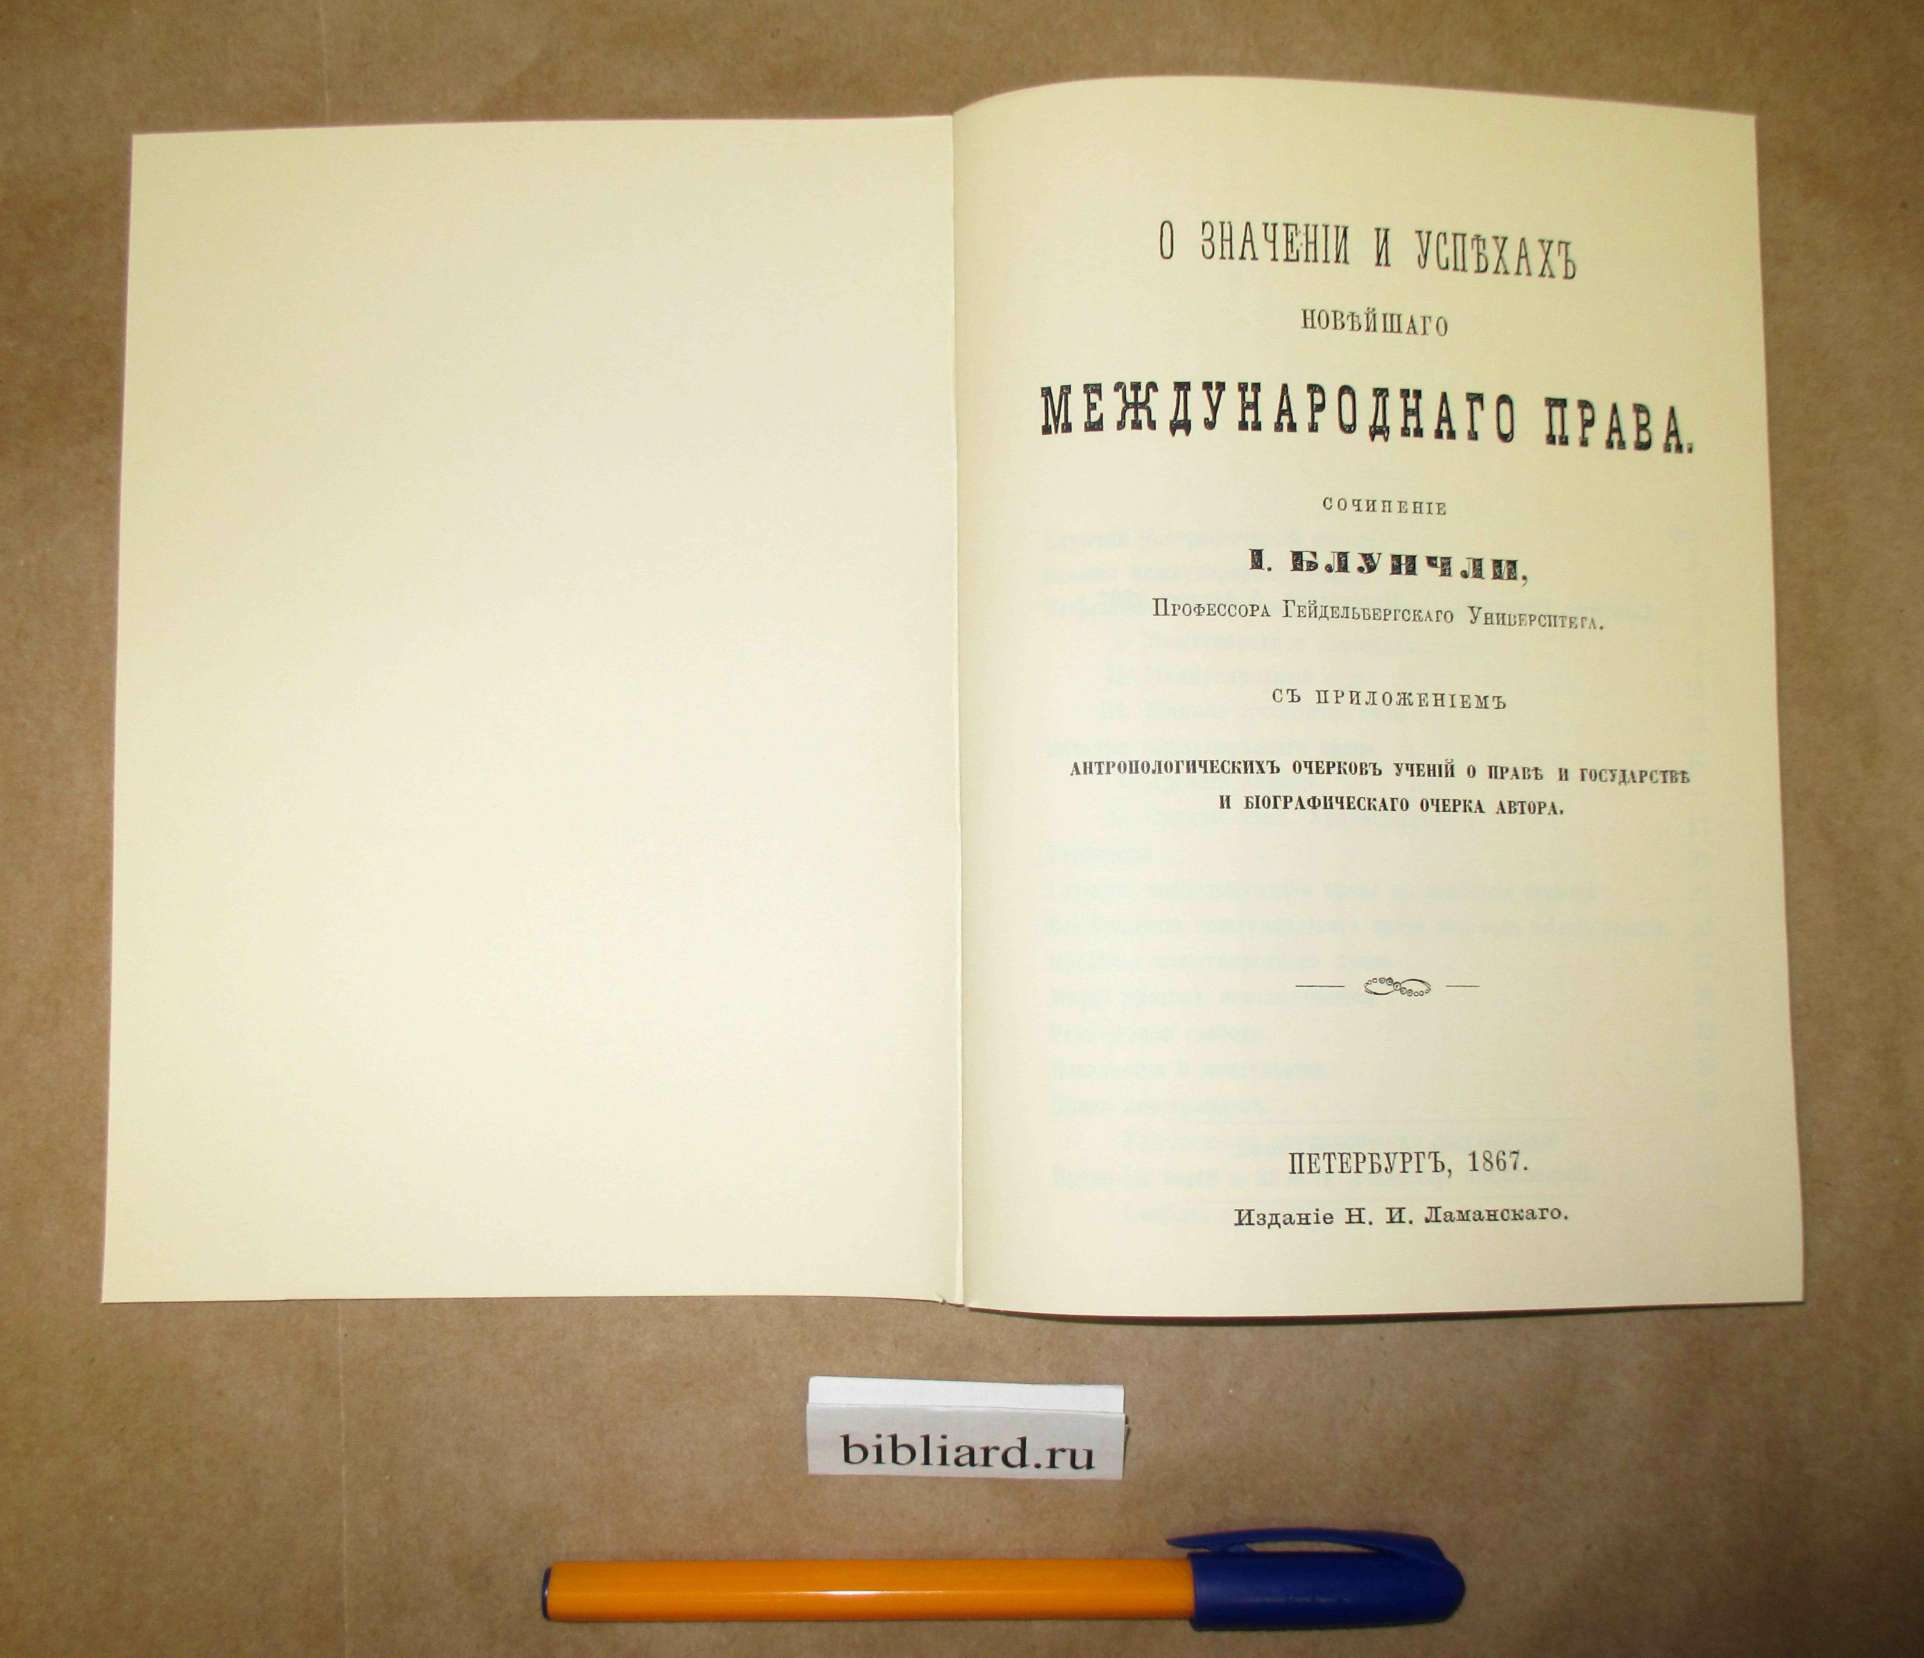 О ЗНАЧЕНІИ И УСПѢХАХЪ
НОВѢЙШАГО
МЕЖДУНАРОДНАГО ПРАВА.
СОЧИНЕНІЕ
І. БЛУНЧЛИ,
Профессора Гейдельбергскаго Университета.
СЪ ПРИЛОЖЕНІЕМЪ
АНТРОПОЛОГИЧЕСКИХЪ ОЧЕРКОВЪ УЧЕНІЙ О ПРАВѢ И ГОСУДАРСТВѢ
И БІОГРАФИЧЕСКАГО ОЧЕРКА АВТОРА.
ПЕТЕРБУРГЪ, 1867.
Изданіе Н. И. Ламанскаго.
bibliard.ru